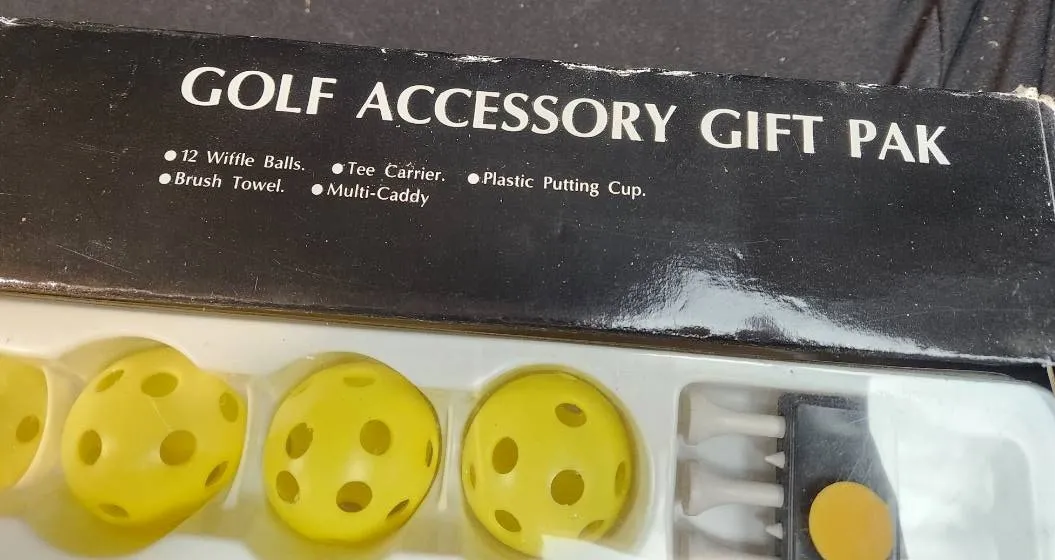 GOLF ACCESSORY GIFT PAK
● 12 Wiffle Balls. ● Tee Carrier. ● Plastic Putting Cup.
● Brush Towel. ● Multi-Caddy